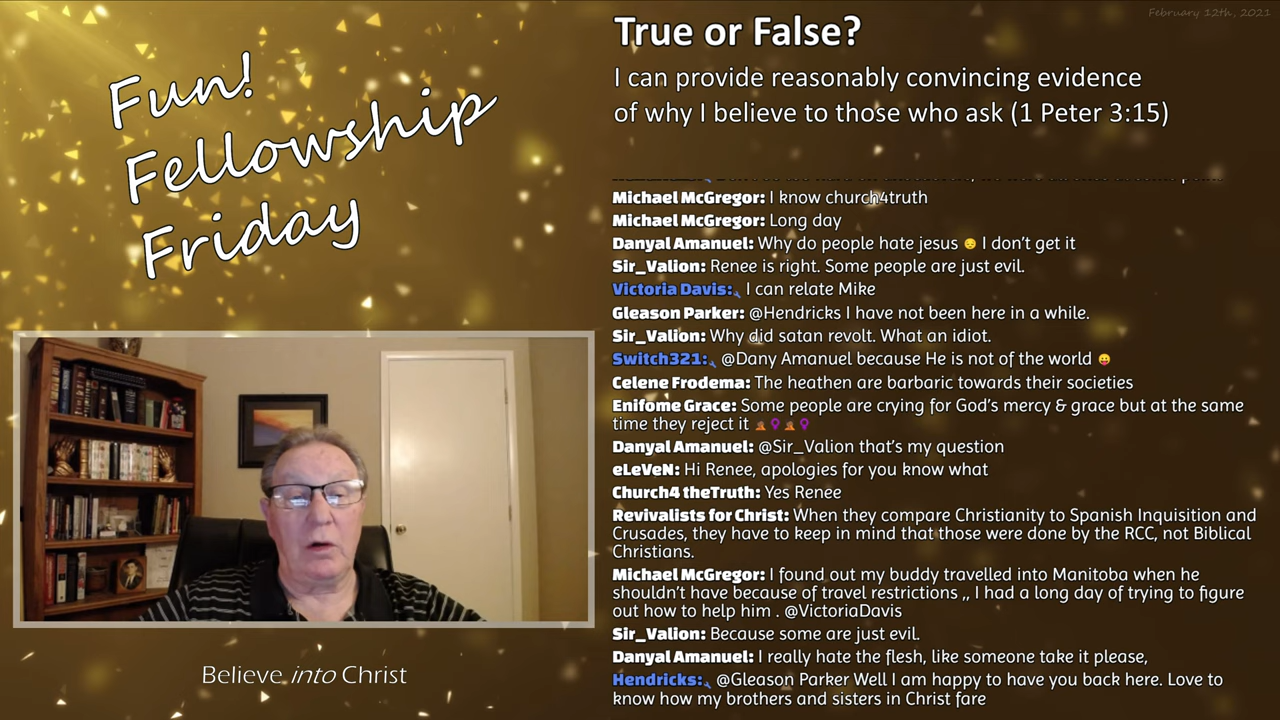 February 12th, 2021
Fun!
Fellowship
Friday
True or False?
I can provide reasonably convincing evidence
of why I believe to those who ask (1 Peter 3:15)
Michael McGregor: I know church4truth
Michael McGregor: Long day
Danyal Amanuel: Why do people hate jesus 😔 I don't get it
Sir_Valion: Renee is right. Some people are just evil.
Victoria Davis:🔧 I can relate Mike
Gleason Parker: @Hendricks I have not been here in a while.
Sir_Valion: Why did satan revolt. What an idiot.
Switch321:🔧 @Dany Amanuel because He is not of the world 😛
Celene Frodema: The heathen are barbaric towards their societies
Enifome Grace: Some people are crying for God's mercy & grace but at the same
time they reject it
Danyal Amanuel: @Sir_Valion that's my question
eLeVeN: Hi Renee, apologies for you know what
Church4 theTruth: Yes Renee
Revivalists for Christ: When they compare Christianity to Spanish Inquisition and
Crusades, they have to keep in mind that those were done by the RCC, not Biblical
Christians.
Michael McGregor: I found out my buddy travelled into Manitoba when he
shouldn't have because of travel restrictions ,, I had a long day of trying to figure
out how to help him . @VictoriaDavis
Sir_Valion: Because some are just evil.
Danyal Amanuel: I really hate the flesh, like someone take it please,
Hendricks:🔧 @Gleason Parker Well I am happy to have you back here. Love to
know how my brothers and sisters in Christ fare
Believe into Christ